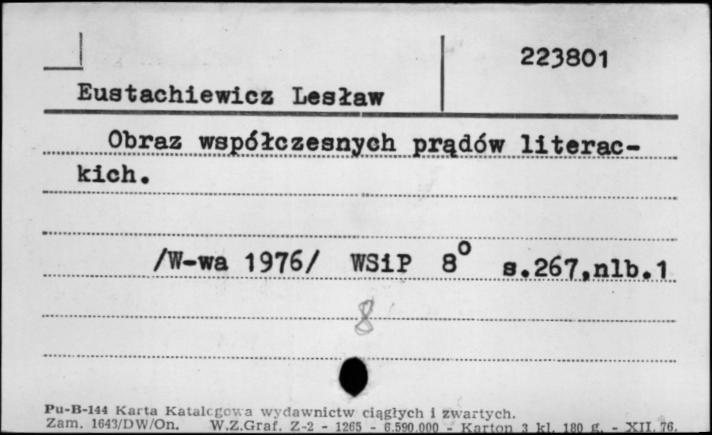 223801
Eustachiewicz Lesław
Obraz współczesnych prądów literac-
kich.
/W-wa 1976/ WSiP 8° s.267,nlb.1
8
Pu-B-144 Karta Katalogowa wydawnictw ciągłych i zwartych.
Zam. 1643/DW/On. W.Z.Graf. Z-2 - 1265 - 6.590.000 - Karton 3 kl. 180 g. - XII. 76.